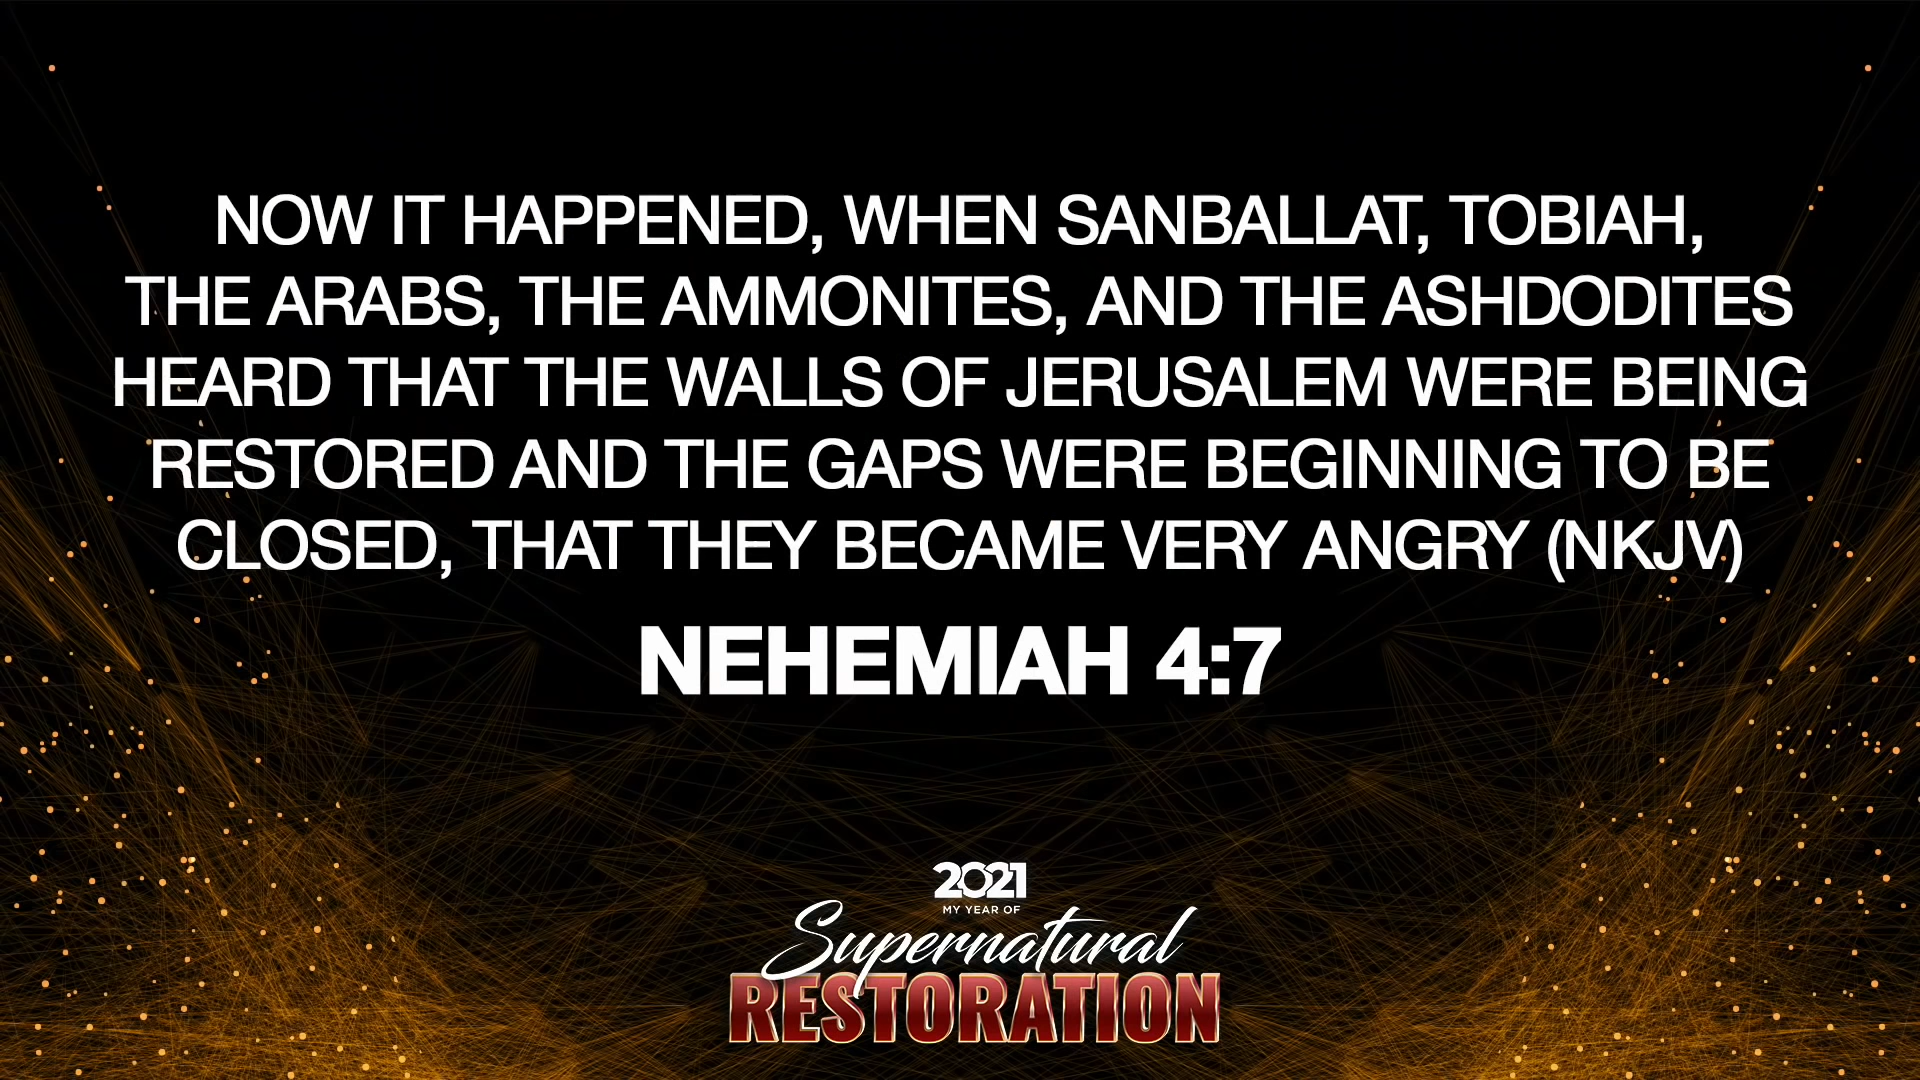 NOW IT HAPPENED, WHEN SANBALLAT, TOBIAH,
THE ARABS, THE AMMONITES, AND THE ASHDODITES
HEARD THAT THE WALLS OF JERUSALEM WERE BEING
RESTORED AND THE GAPS WERE BEGINNING TO BE
CLOSED, THAT THEY BECAME VERY ANGRY (NKJV)
NEHEMIAH 4:7
2021
MY YEAR OF
Supernatural
RESTORATION